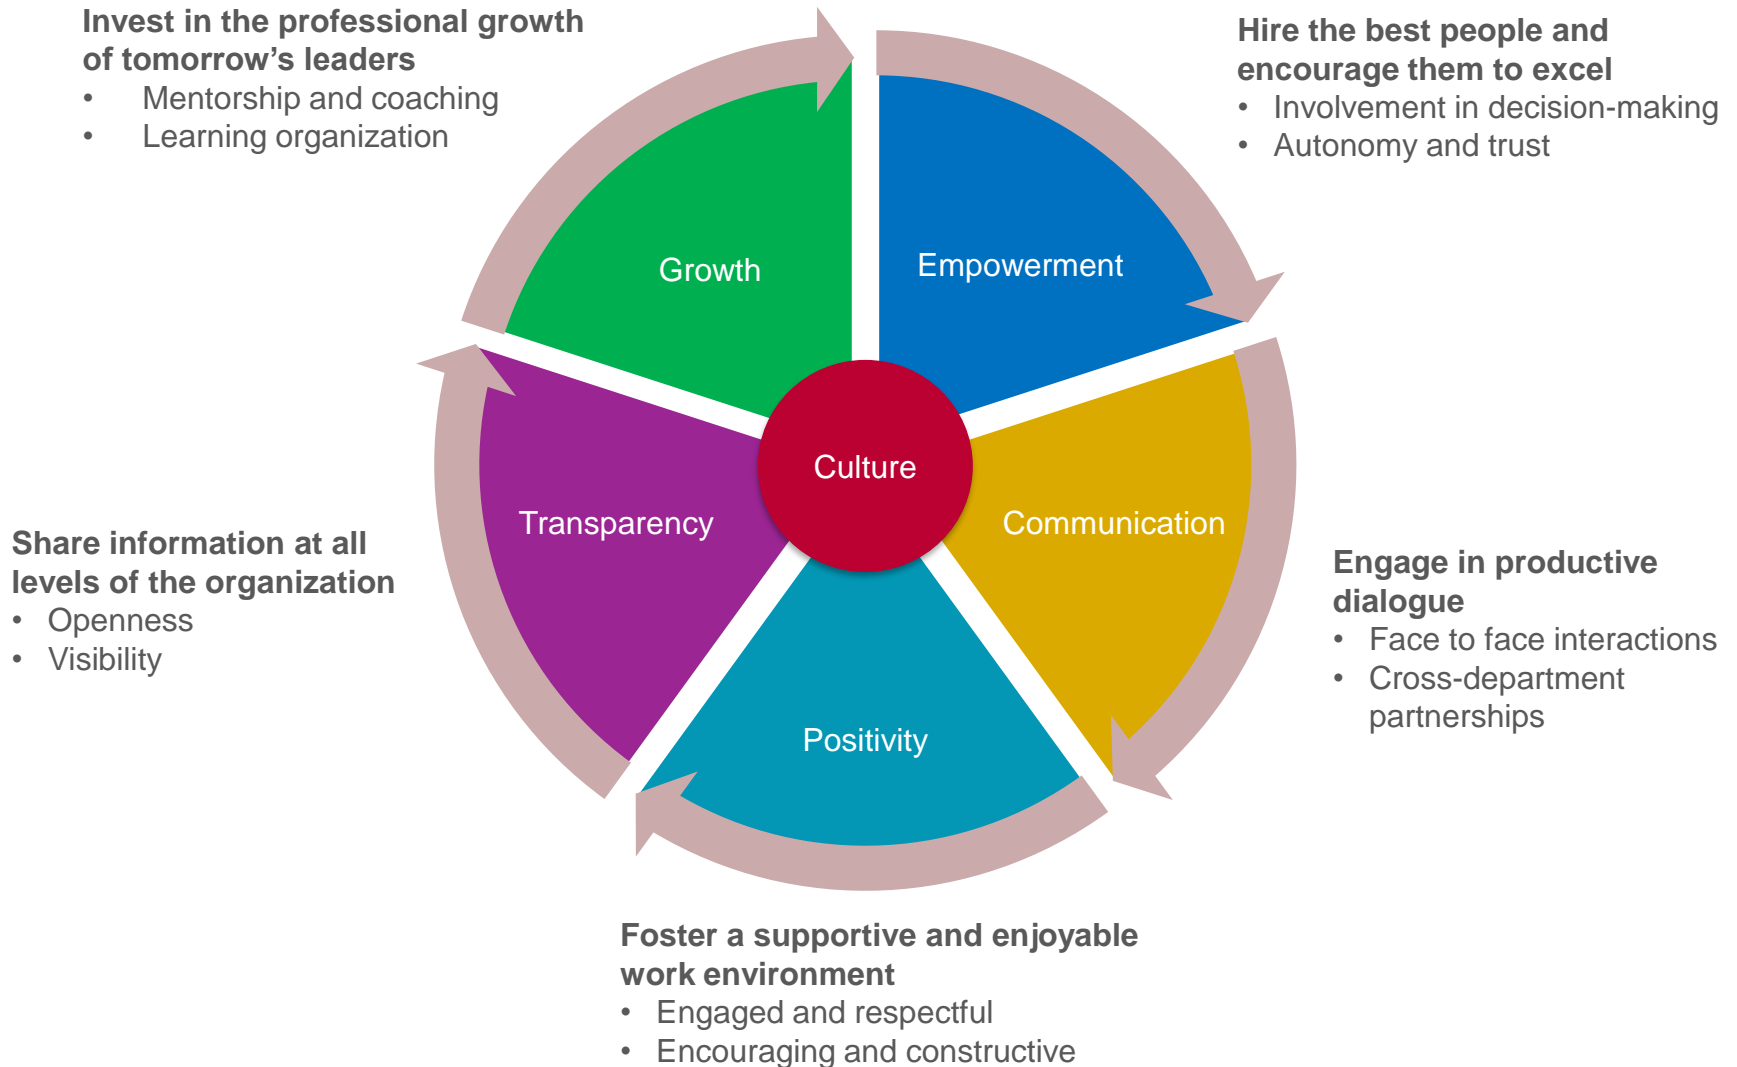 Invest in the professional growth
of tomorrow’s leaders
• Mentorship and coaching
• Learning organization
Hire the best people and
encourage them to excel
• Involvement in decision-making
• Autonomy and trust
Growth
Empowerment
Culture
Transparency
Communication
Positivity
Share information at all
levels of the organization
• Openness
• Visibility
Engage in productive
dialogue
• Face to face interactions
• Cross-department
partnerships
Foster a supportive and enjoyable
work environment
• Engaged and respectful
• Encouraging and constructive